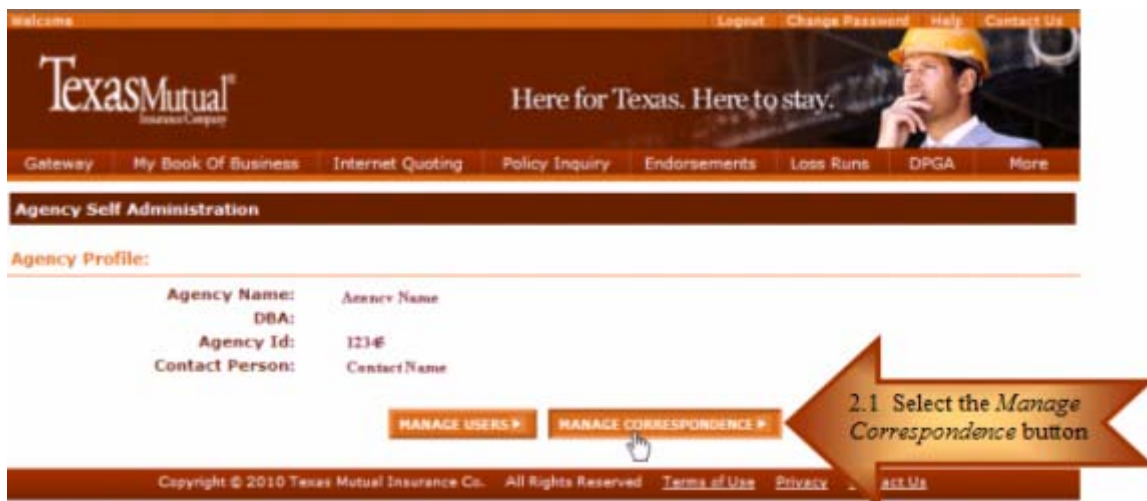 Welcome
Logout Change Password Help Contact Us
TexasMutual®
Insurance Company
Here for Texas. Here to stay.
Gateway My Book Of Business Internet Quoting Policy Inquiry Endorsements Loss Runs DPGA More
Agency Self Administration
Agency Profile:
Agency Name: Agency Name
DBA:
Agency Id: 12345
Contact Person: Contact Name
MANAGE USERS
MANAGE CORRESPONDENCE
2.1 Select the Manage
Correspondence button
Copyright © 2010 Texas Mutual Insurance Co. All Rights Reserved Terms of Use Privacy act Us